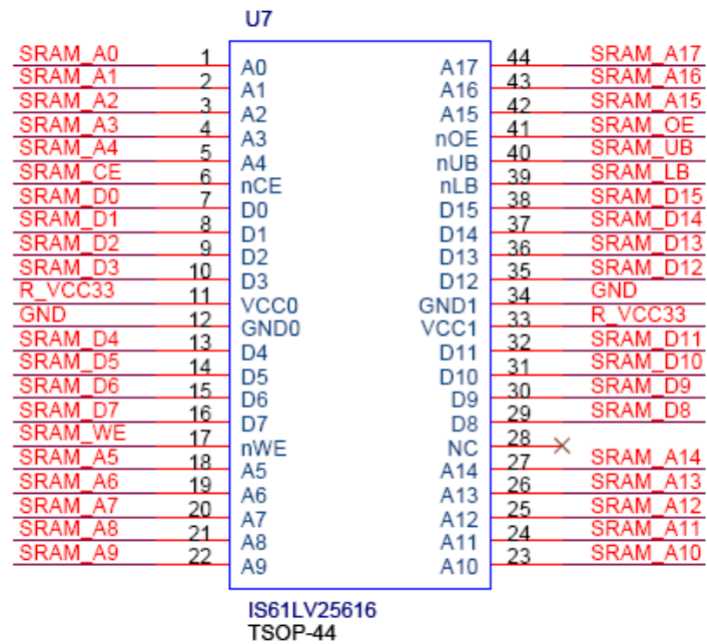 U7
SRAM_A0 1 A0 A17 44 SRAM_A17
SRAM_A1 2 A1 A16 43 SRAM_A16
SRAM_A2 3 A2 A15 42 SRAM_A15
SRAM_A3 4 A3 nOE 41 SRAM_OE
SRAM_A4 5 A4 nUB 40 SRAM_UB
SRAM_CE 6 nCE nLB 39 SRAM_LB
SRAM_D0 7 D0 D15 38 SRAM_D15
SRAM_D1 8 D1 D14 37 SRAM_D14
SRAM_D2 9 D2 D13 36 SRAM_D13
SRAM_D3 10 D3 D12 35 SRAM_D12
R_VCC33 11 VCC0 GND1 34 GND
GND 12 GND0 VCC1 33 R_VCC33
SRAM_D4 13 D4 D11 32 SRAM_D11
SRAM_D5 14 D5 D10 31 SRAM_D10
SRAM_D6 15 D6 D9 30 SRAM_D9
SRAM_D7 16 D7 D8 29 SRAM_D8
SRAM_WE 17 nWE NC 28
SRAM_A5 18 A5 A14 27 SRAM_A14
SRAM_A6 19 A6 A13 26 SRAM_A13
SRAM_A7 20 A7 A12 25 SRAM_A12
SRAM_A8 21 A8 A11 24 SRAM_A11
SRAM_A9 22 A9 A10 23 SRAM_A10
IS61LV25616
TSOP-44